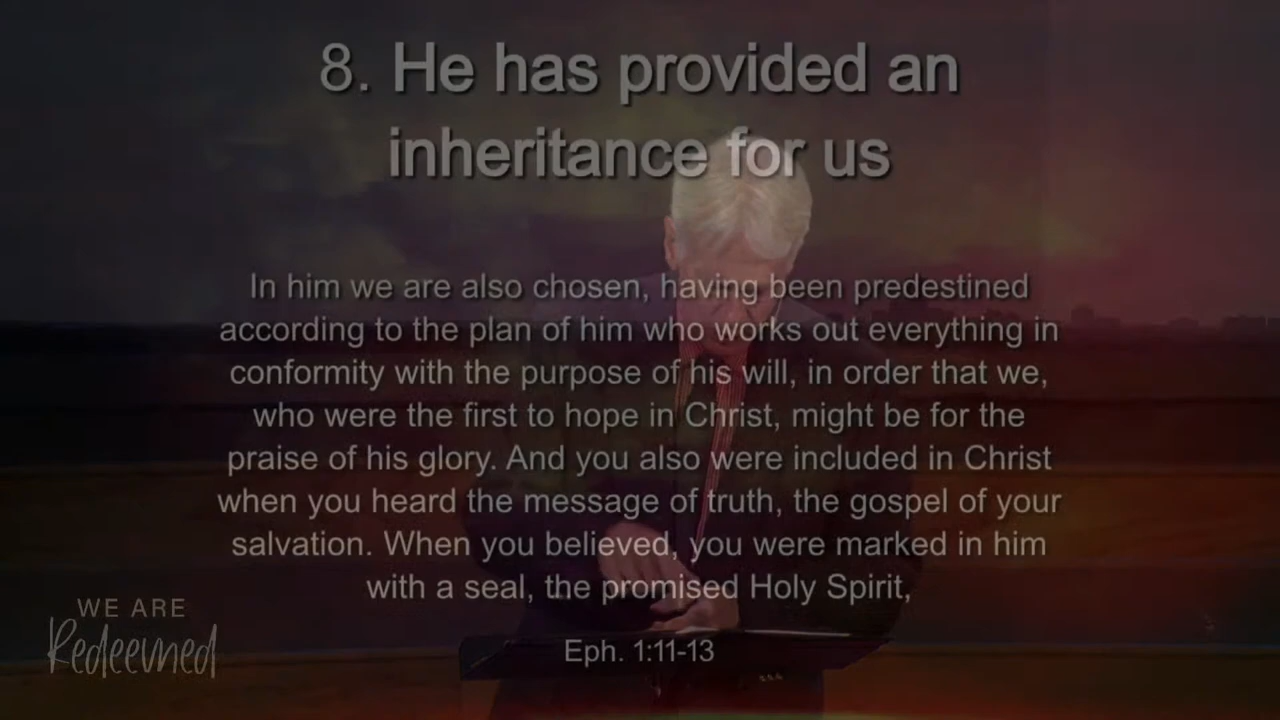 8. He has provided an
inheritance for us
In him we are also chosen, having been predestined
according to the plan of him who works out everything in
conformity with the purpose of his will, in order that we,
who were the first to hope in Christ, might be for the
praise of his glory. And you also were included in Christ
when you heard the message of truth, the gospel of your
salvation. When you believed, you were marked in him
with a seal, the promised Holy Spirit,
Eph. 1:11-13
WE ARE
Redeemed